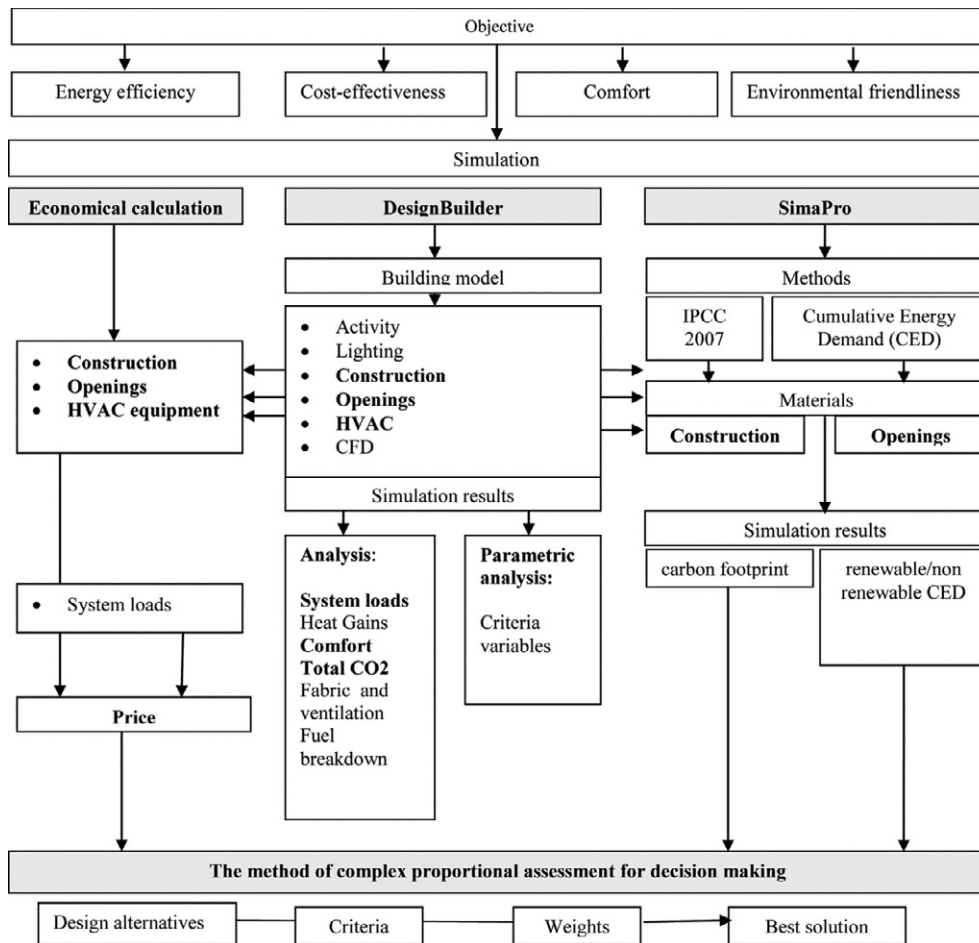 Objective
Energy efficiency
Cost-effectiveness
Comfort
Environmental friendliness
Simulation
Economical calculation
DesignBuilder
SimaPro
Building model
Methods
• Activity
• Lighting
• Construction
• Openings
• HVAC
• CFD
IPCC
2007
Cumulative Energy
Demand (CED)
• Construction
• Openings
• HVAC equipment
Materials
Construction
Openings
Simulation results
Simulation results
Analysis:
System loads
Heat Gains
Comfort
Total CO2
Fabric and
ventilation
Fuel
breakdown
Parametric
analysis:
Criteria
variables
carbon footprint
renewable/non
renewable CED
• System loads
Price
The method of complex proportional assessment for decision making
Design alternatives
Criteria
Weights
Best solution